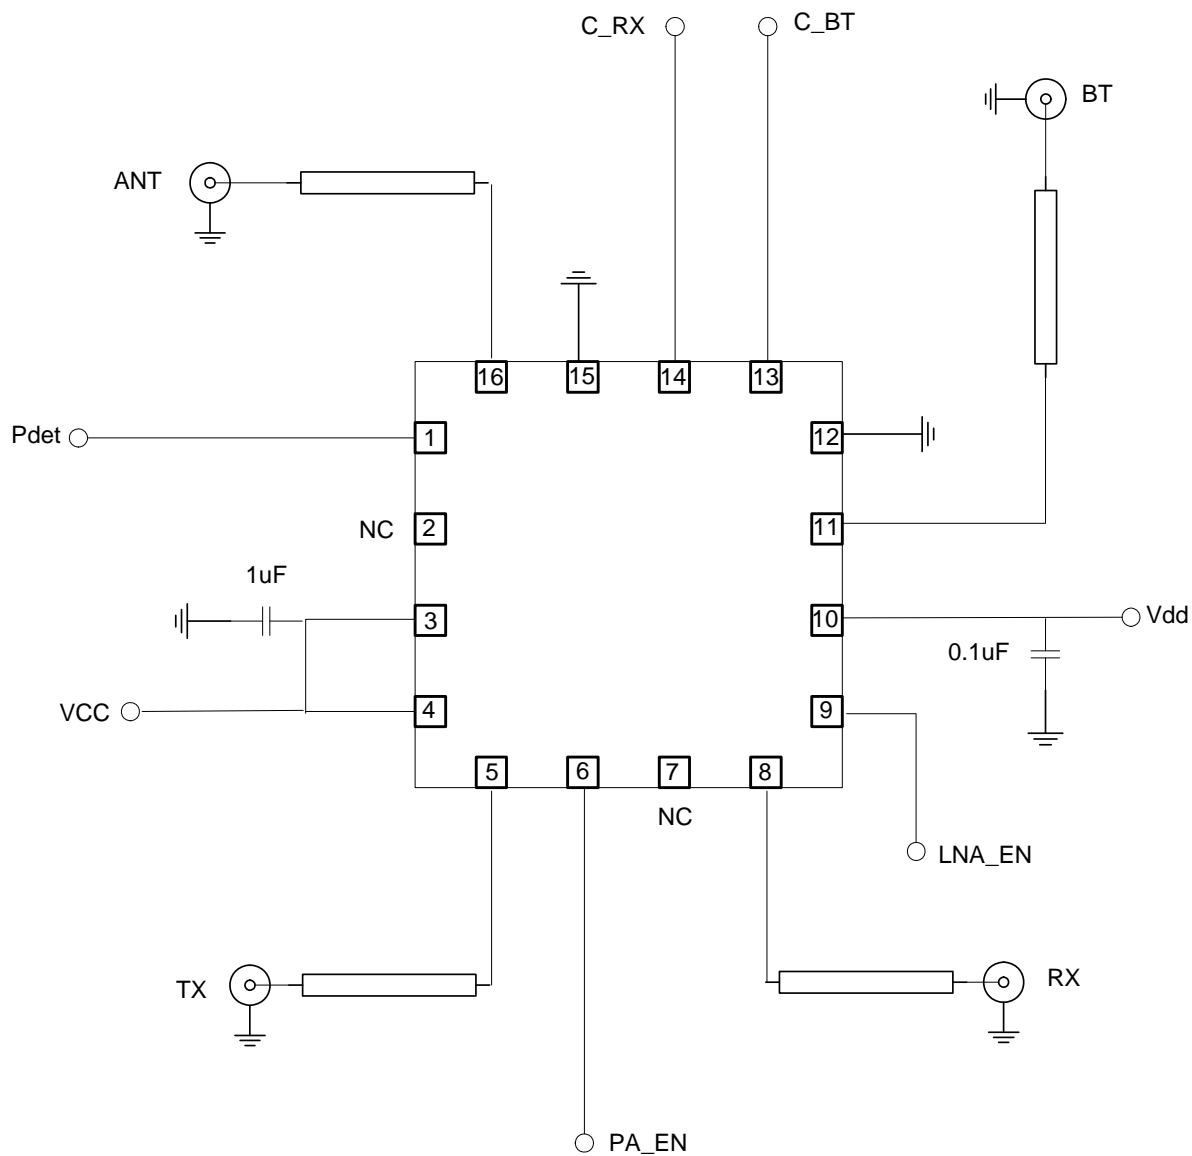 C_RX
C_BT
BT
ANT
16
15
14
13
Pdet
1
12
NC
2
11
1uF
3
10
Vdd
0.1uF
VCC
4
9
5
6
7
8
NC
LNA_EN
TX
RX
PA_EN